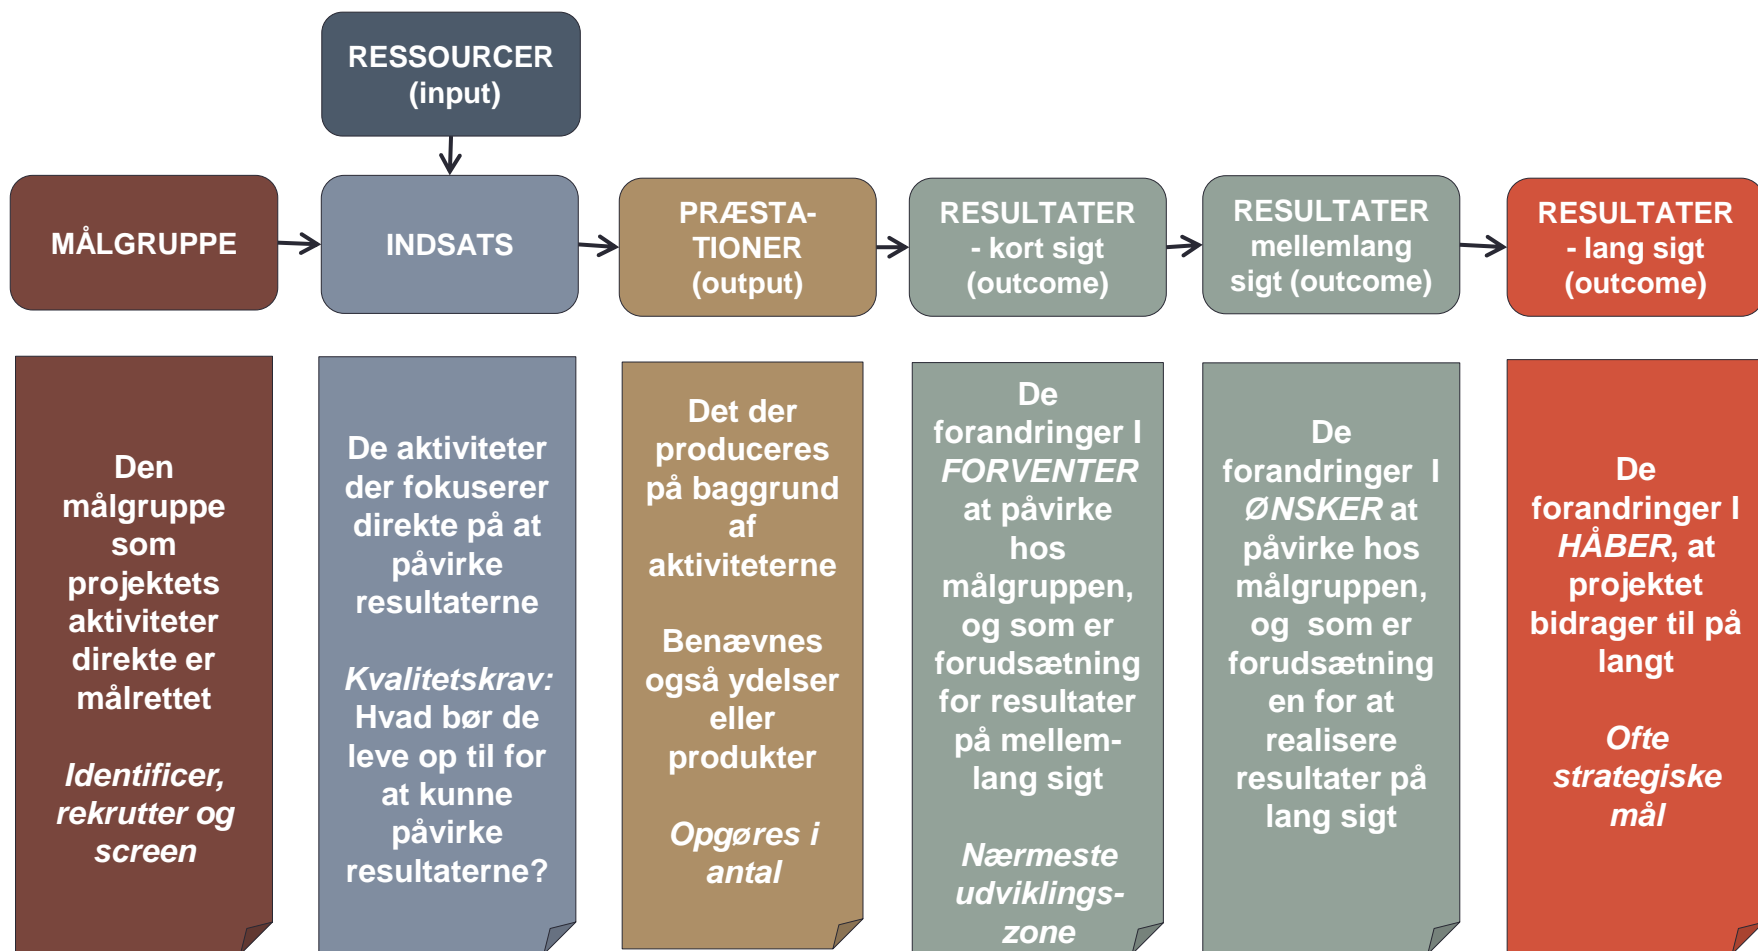 RESSOURCER
(input)
MÅLGRUPPE
INDSATS
PRÆSTA-
TIONER
(output)
RESULTATER
- kort sigt
(outcome)
RESULTATER
mellemlang
sigt (outcome)
RESULTATER
- lang sigt
(outcome)
Den
målgruppe
som
projektets
aktiviteter
direkte er
målrettet
Identificer,
rekrutter og
screen
De aktiviteter
der fokuserer
direkte på at
påvirke
resultaterne
Kvalitetskrav:
Hvad bør de
leve op til for
at kunne
påvirke
resultaterne?
Det der
produceres
på baggrund
af
aktiviteterne
Benævnes
også ydelser
eller
produkter
Opgøres i
antal
De
forandringer I
FORVENTER
at påvirke
hos
målgruppen,
og som er
forudsætning
for resultater
på mellem-
lang sigt
Nærmeste
udviklings-
zone
De
forandringer I
ØNSKER at
påvirke hos
målgruppen,
og som er
forudsætning
en for at
realisere
resultater på
lang sigt
De
forandringer I
HÅBER, at
projektet
bidrager til på
langt
Ofte
strategiske
mål